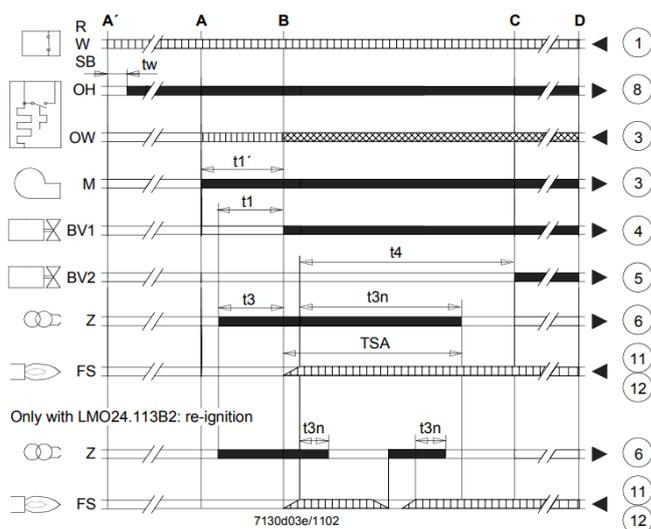 A´ A B C D
R
W 1
SB tw
OH 8
OW 3
t1´
M 3
t1
BV1 4
t4
BV2 5
t3 t3n
Z 6
TSA
FS 11
12
Only with LMO24.113B2: re-ignition
t3n t3n
Z 6
11
FS
7130d03e/1102 12